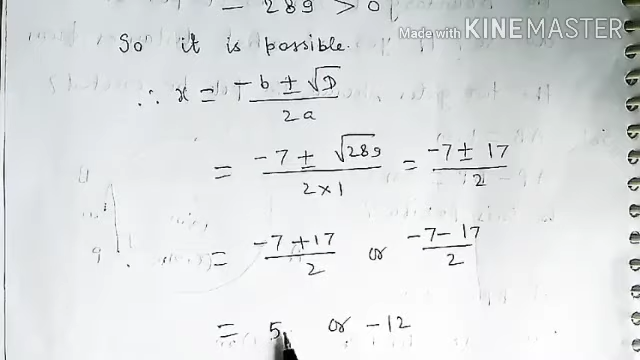 = 289 > 0
Made with KINEMASTER
So it is possible.
∴ x = -b ± √D / 2a
= -7 ± √289 / 2×1 = -7 ± 17 / 2
= -7 + 17 / 2 or -7 - 17 / 2
= 5 or -12